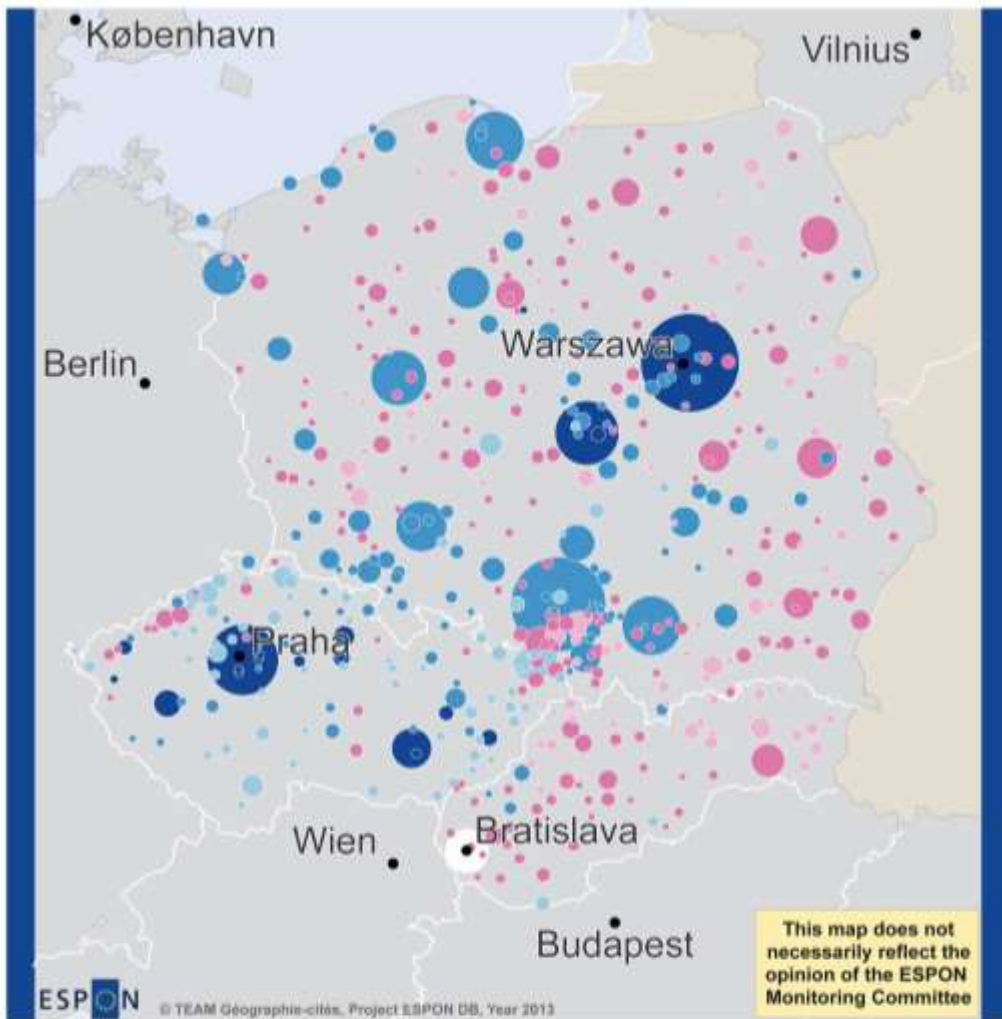 København
Vilnius
Warszawa
Berlin
Praha
Wien
Bratislava
Budapest
This map does not
necessarily reflect the
opinion of the ESPON
Monitoring Committee
ESPON
© TEAM Géographie-cités, Project ESPON DB, Year 2013